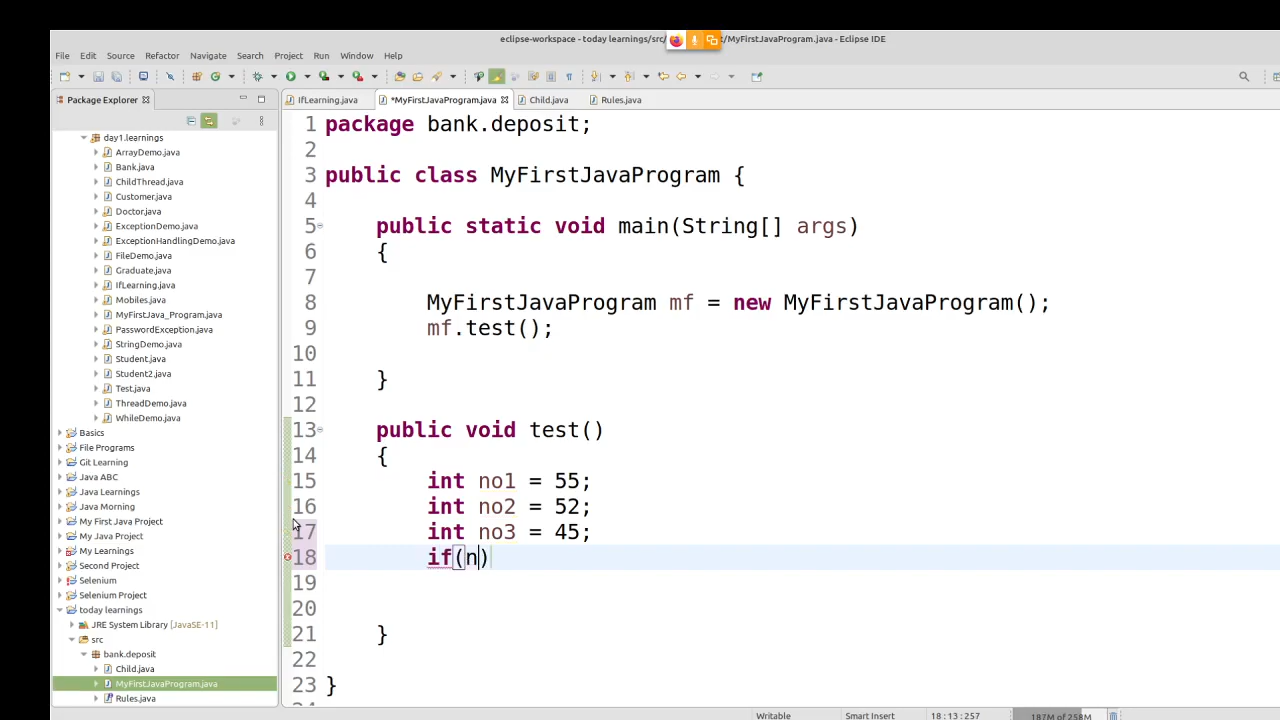 eclipse-workspace - today learnings/src/ t/MyFirstJavaProgram.java - Eclipse IDE
File Edit Source Refactor Navigate Search Project Run Window Help
Package Explorer
IfLearning.java *MyFirstJavaProgram.java Child.java Rules.java
day1.learnings
ArrayDemo.java
Bank.java
ChildThread.java
Customer.java
Doctor.java
ExceptionDemo.java
ExceptionHandlingDemo.java
FileDemo.java
Graduate.java
IfLearning.java
Mobiles.java
MyFirstJava_Program.java
PasswordException.java
StringDemo.java
Student.java
Student2.java
Test.java
ThreadDemo.java
WhileDemo.java
Basics
File Programs
Git Learning
Java ABC
Java Learnings
Java Morning
My First Java Project
My Java Project
My Learnings
Second Project
Selenium
Selenium Project
today learnings
JRE System Library [JavaSE-11]
src
bank.deposit
Child.java
MyFirstJavaProgram.java
Rules.java
1 package bank.deposit;
2
3 public class MyFirstJavaProgram {
4
5 public static void main(String[] args)
6 {
7
8 MyFirstJavaProgram mf = new MyFirstJavaProgram();
9 mf.test();
10
11 }
12
13 public void test()
14 {
15 int no1 = 55;
16 int no2 = 52;
17 int no3 = 45;
18 if(n)
19
20
21 }
22
23 }
Writable Smart Insert 18 : 13 : 257 187M of 258M